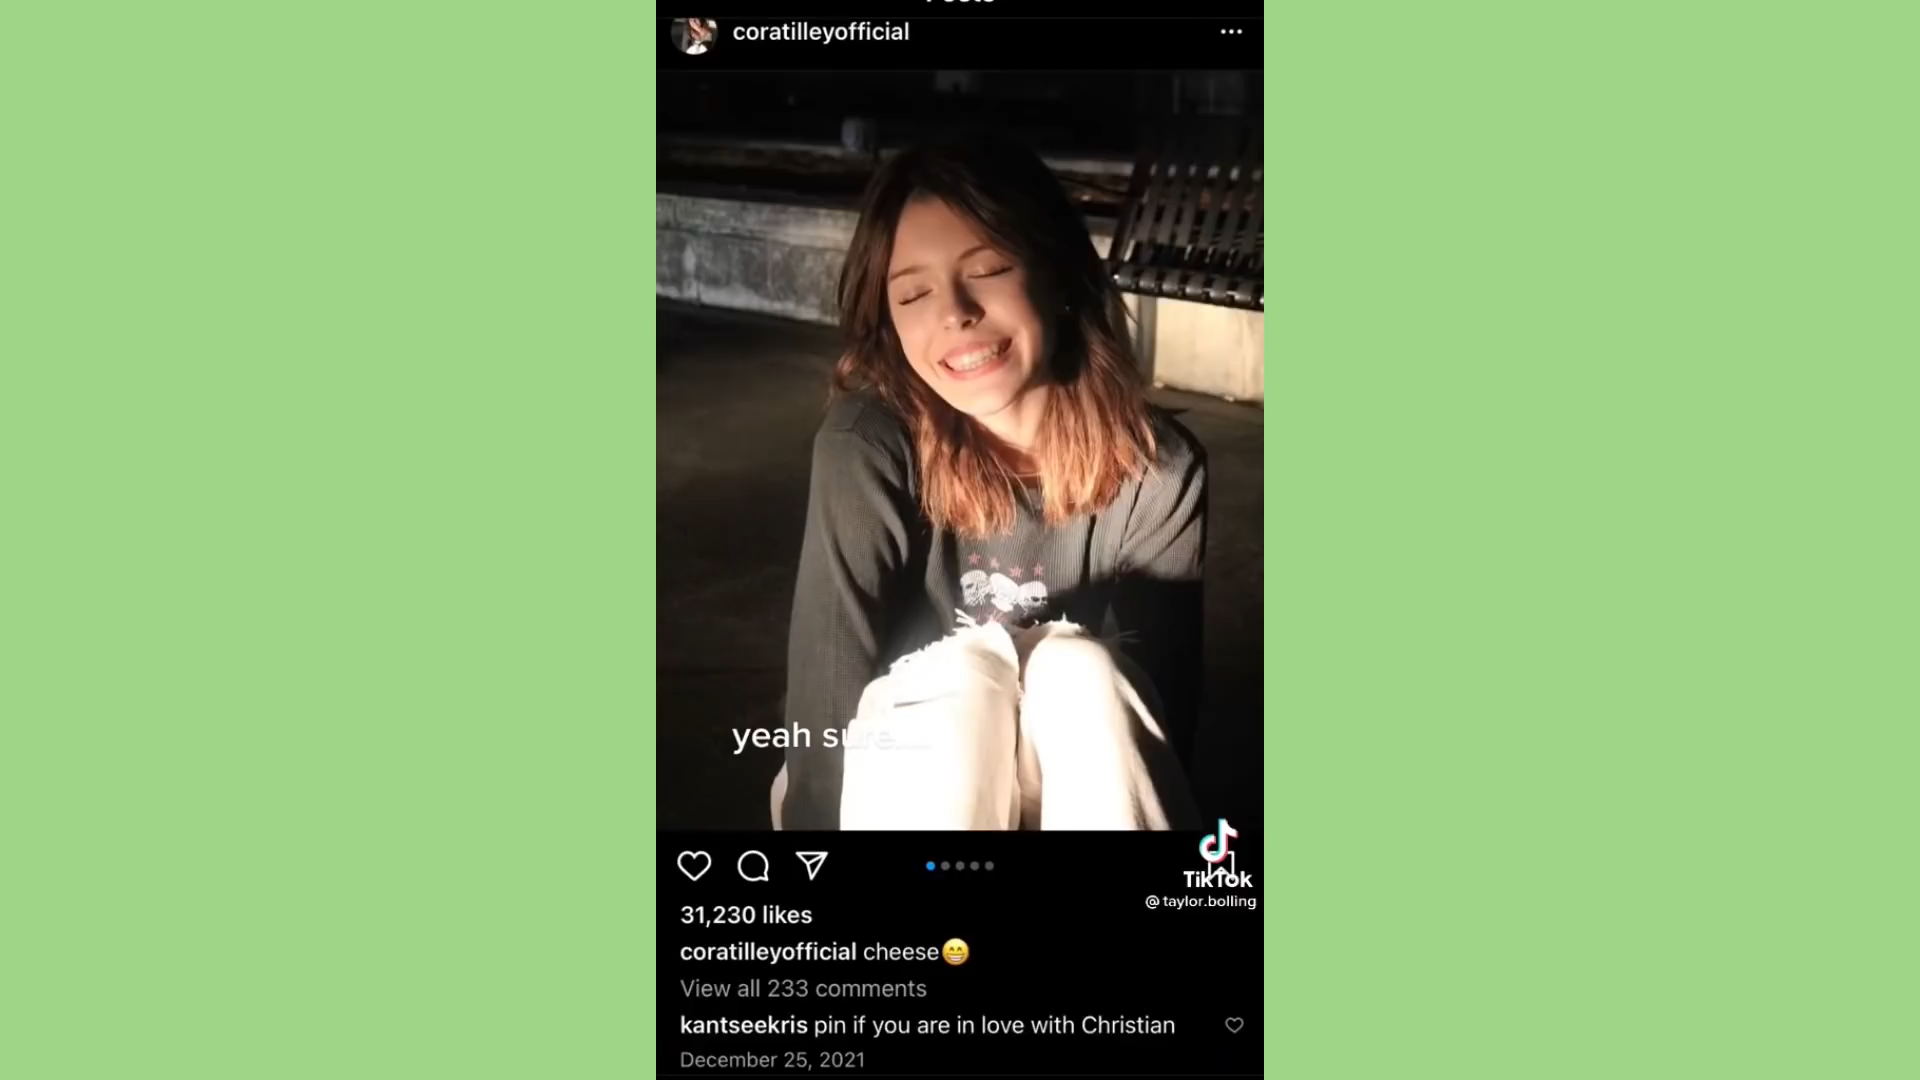 coratilleyofficial
yeah sure....
TikTok
@taylor.bolling
31,230 likes
coratilleyofficial cheese😁
View all 233 comments
kantseekris pin if you are in love with Christian
December 25, 2021